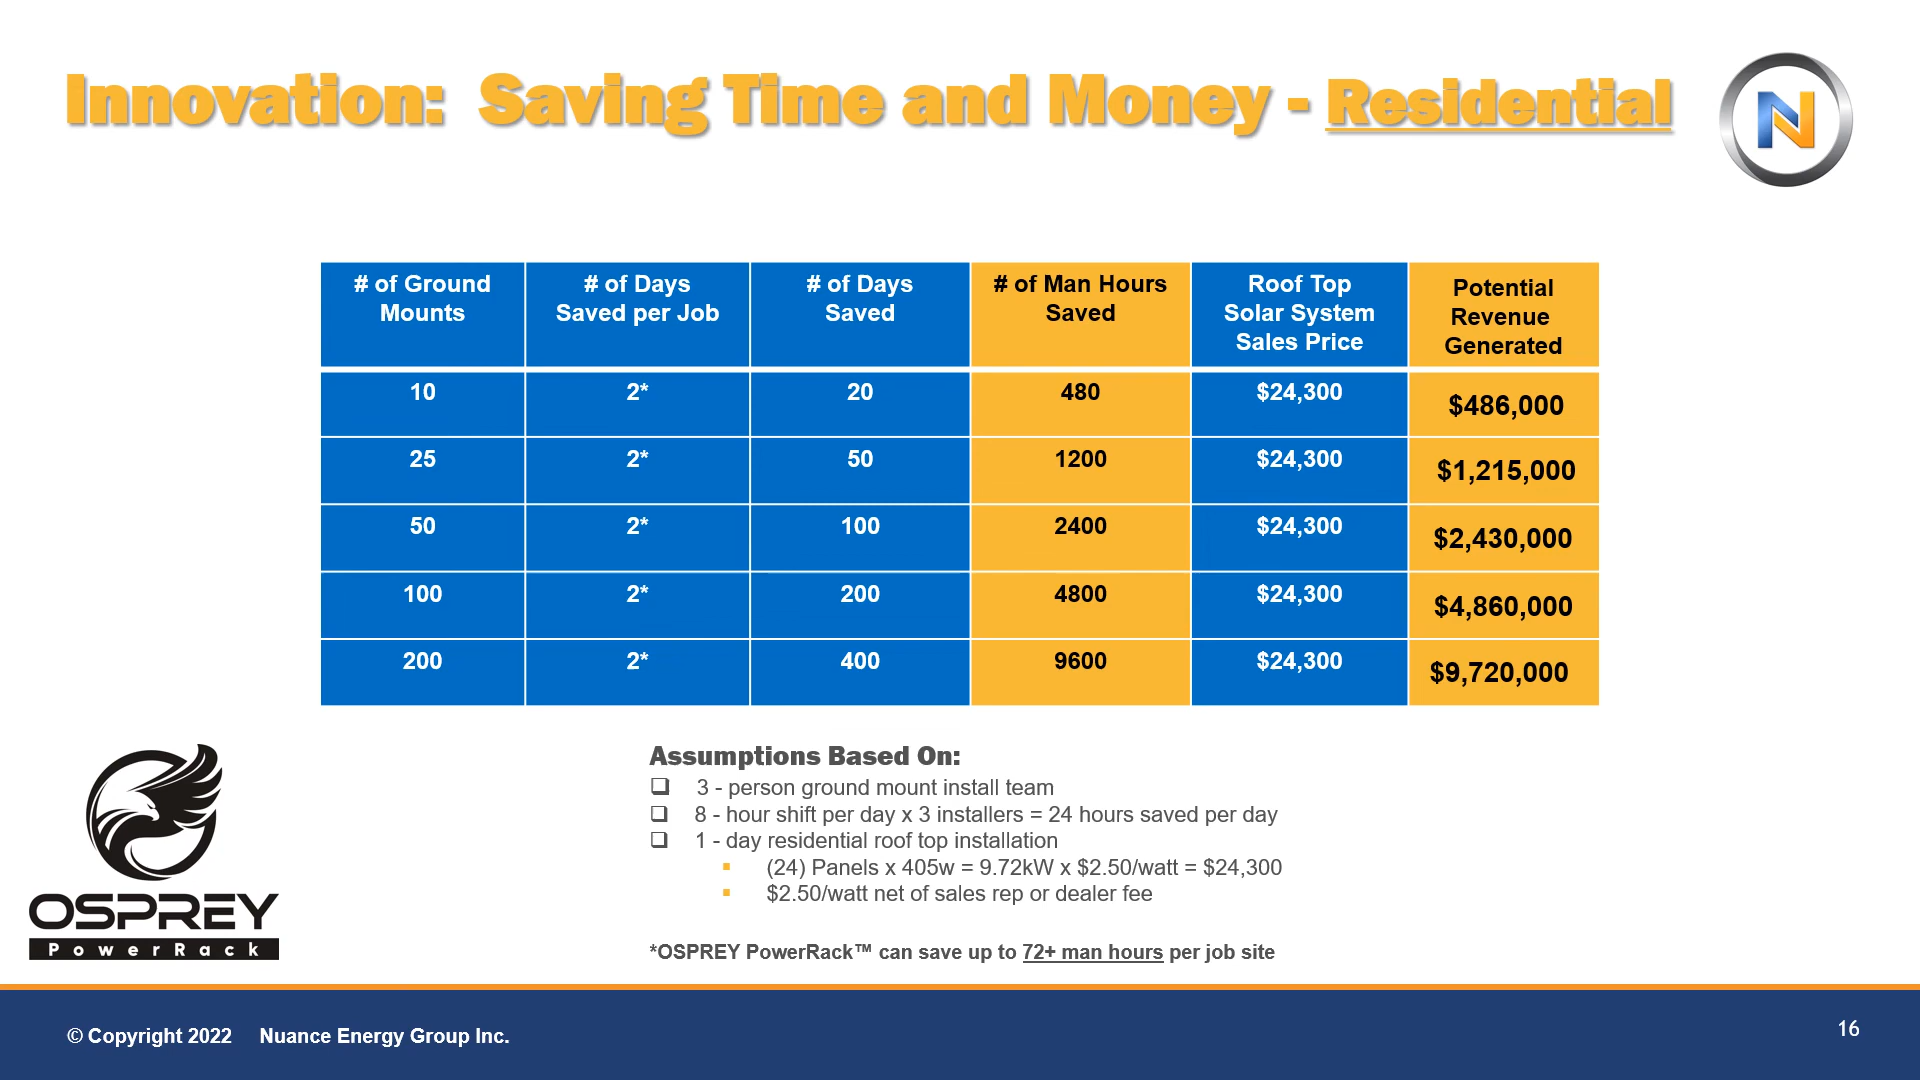 Innovation: Saving Time and Money - Residential
N
# of Ground Mounts
# of Days Saved per Job
# of Days Saved
# of Man Hours Saved
Roof Top Solar System Sales Price
Potential Revenue Generated
10 2* 20 480 $24,300 $486,000
25 2* 50 1200 $24,300 $1,215,000
50 2* 100 2400 $24,300 $2,430,000
100 2* 200 4800 $24,300 $4,860,000
200 2* 400 9600 $24,300 $9,720,000
Assumptions Based On:
❑ 3 - person ground mount install team
❑ 8 - hour shift per day x 3 installers = 24 hours saved per day
❑ 1 - day residential roof top installation
▪ (24) Panels x 405w = 9.72kW x $2.50/watt = $24,300
▪ $2.50/watt net of sales rep or dealer fee
*OSPREY PowerRack™ can save up to 72+ man hours per job site
OSPREY
PowerRack
© Copyright 2022 Nuance Energy Group Inc.
16